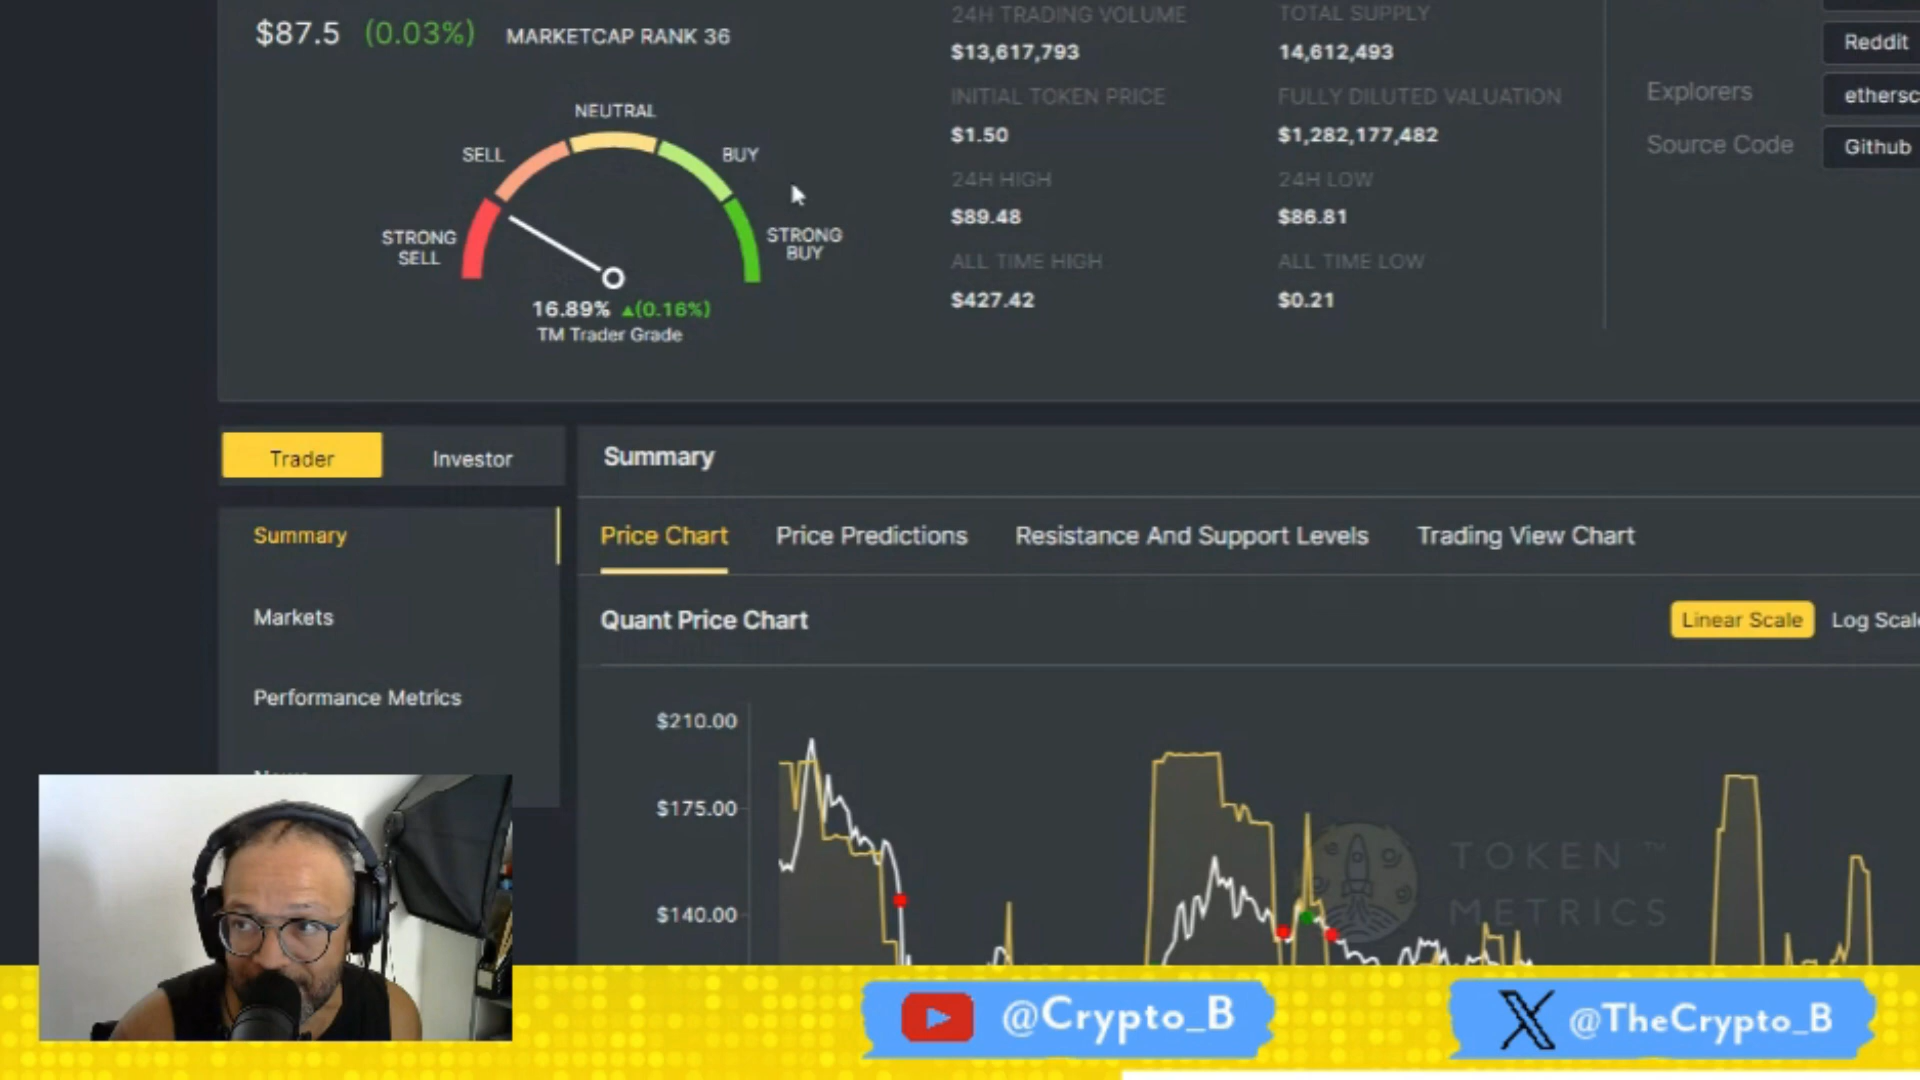 $87.5 (0.03%) MARKETCAP RANK 36
24H TRADING VOLUME
$13,617,793
TOTAL SUPPLY
14,612,493
INITIAL TOKEN PRICE
$1.50
FULLY DILUTED VALUATION
$1,282,177,482
24H HIGH
$89.48
24H LOW
$86.81
ALL TIME HIGH
$427.42
ALL TIME LOW
$0.21
Reddit
Explorers
ethersc
Source Code
Github
NEUTRAL
SELL
BUY
STRONG
SELL
STRONG
BUY
16.89% ▲(0.16%)
TM Trader Grade
Trader
Investor
Summary
Summary
Markets
Performance Metrics
Price Chart
Price Predictions
Resistance And Support Levels
Trading View Chart
Quant Price Chart
Linear Scale
Log Scale
$210.00
$175.00
$140.00
TOKEN ™
METRICS
@Crypto_B
@TheCrypto_B